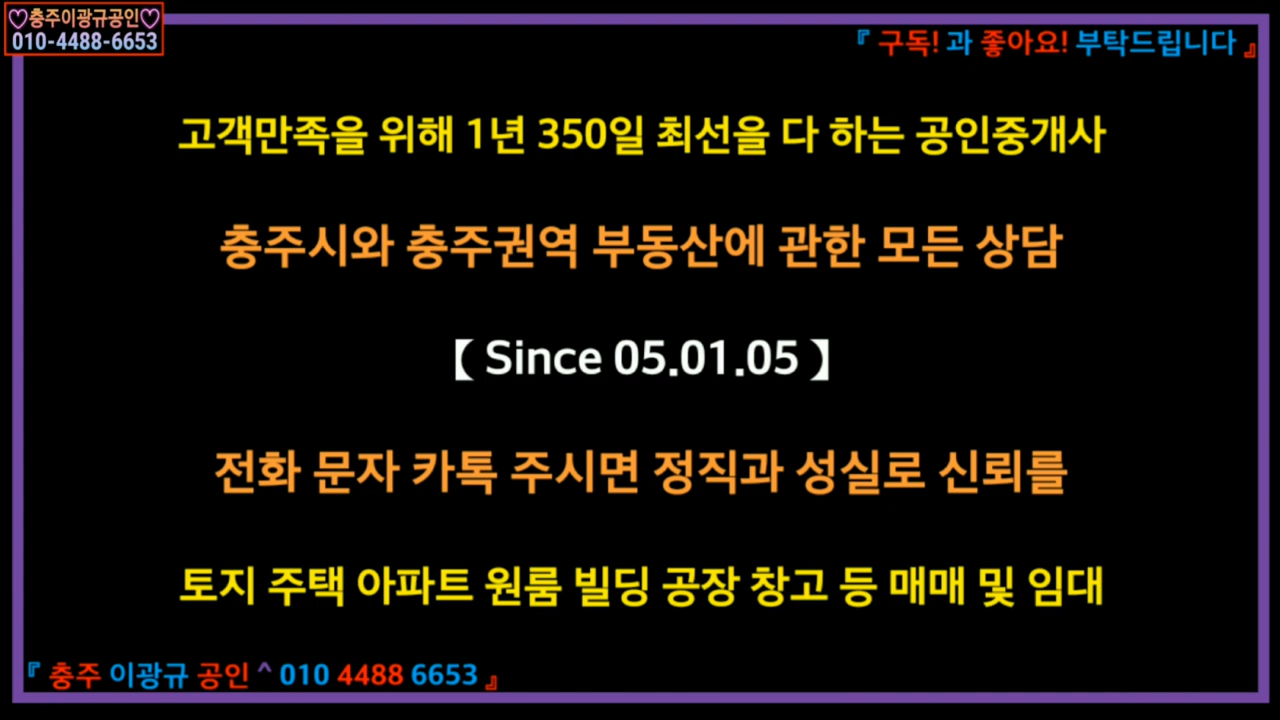 ♡충주이광규공인♡
010-4488-6653
『 구독! 과 좋아요! 부탁드립니다 』
고객만족을 위해 1년 350일 최선을 다 하는 공인중개사
충주시와 충주권역 부동산에 관한 모든 상담
【 Since 05.01.05 】
전화 문자 카톡 주시면 정직과 성실로 신뢰를
토지 주택 아파트 원룸 빌딩 공장 창고 등 매매 및 임대
『 충주 이광규 공인 ^ 010 4488 6653 』